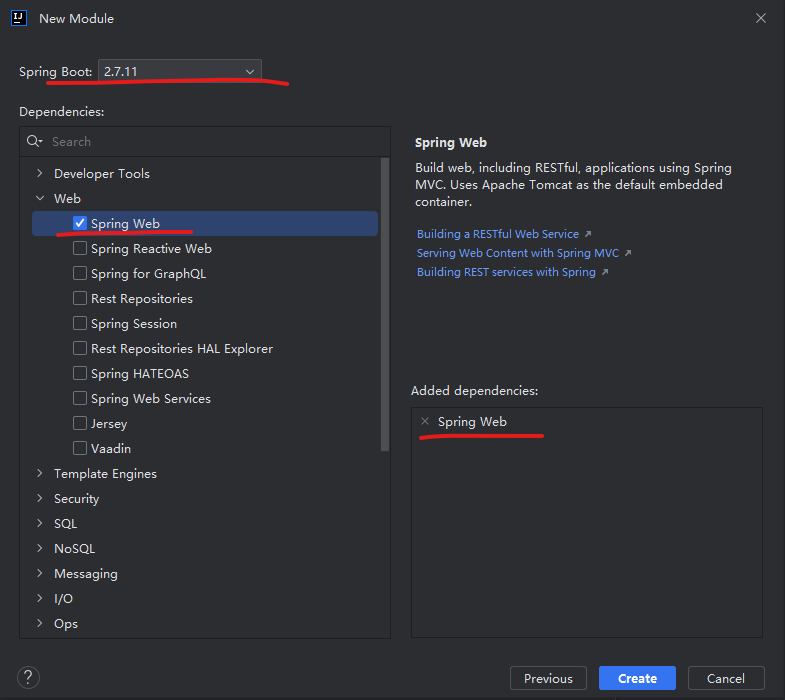 New Module
Spring Boot: 2.7.11
Dependencies:
Search
Developer Tools
Web
Spring Web
Spring Reactive Web
Spring for GraphQL
Rest Repositories
Spring Session
Rest Repositories HAL Explorer
Spring HATEOAS
Spring Web Services
Jersey
Vaadin
Template Engines
Security
SQL
NoSQL
Messaging
I/O
Ops
Spring Web
Build web, including RESTful, applications using Spring
MVC. Uses Apache Tomcat as the default embedded
container.
Building a RESTful Web Service
Serving Web Content with Spring MVC
Building REST services with Spring
Added dependencies:
Spring Web
?
Previous
Create
Cancel